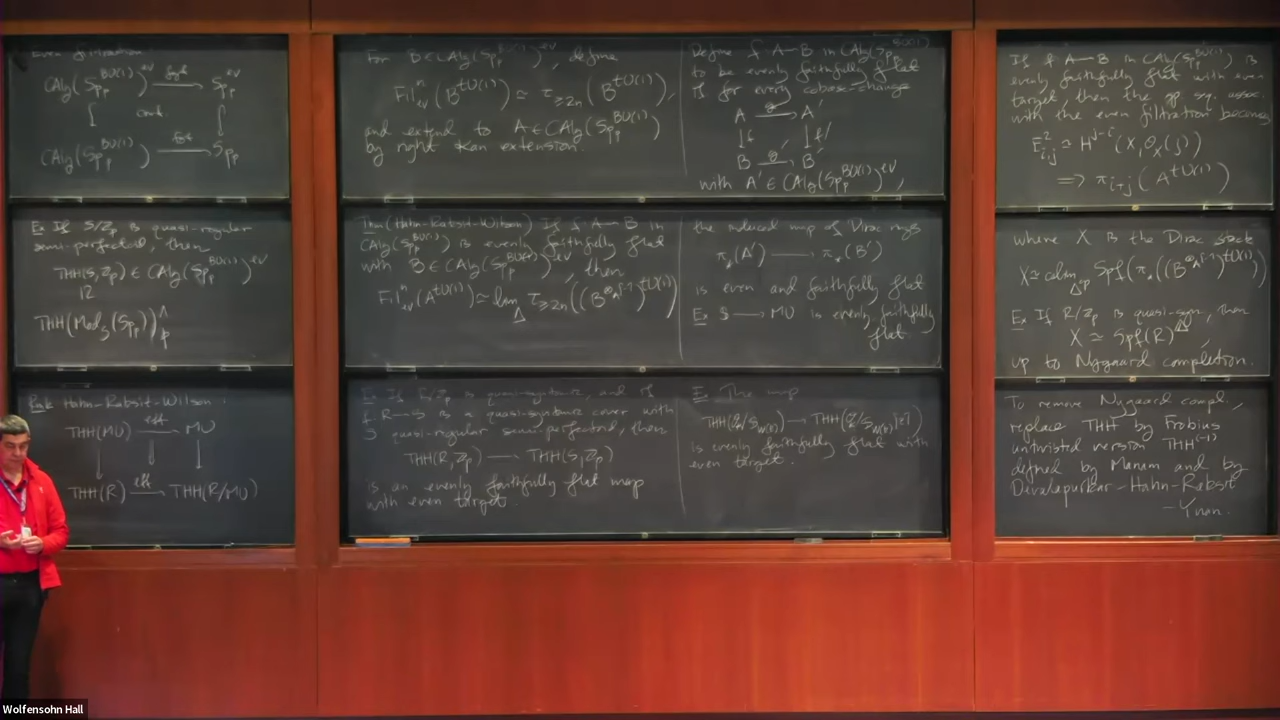 Even filtration:
CAlg(Sp_p^{BU(1)})^{ev} → Sp_p^{ev}
CAlg(Sp_p^{BU(1)}) → Sp_p
Ex If S/Z_p is quasi-regular
semi-perfectoid, then
THH(S, Z_p) ∈ CAlg(Sp_p^{BU(1)})^{ev}
THH(Mod_S(Sp_p))^∧_p
Rmk Hahn-Raksit-Wilson:
THH(MU) —eff→ MU
THH(R) —eff→ THH(R/MU)
For B ∈ CAlg(Sp_p^{BU(1)})^{ev}, define
Fil^n_{ev}(B^{tU(1)}) ≃ τ_{≥2n}(B^{tU(1)}),
and extend to A ∈ CAlg(Sp_p^{BU(1)})
by right Kan extension.
Thm (Hahn-Raksit-Wilson) If f: A → B in
CAlg(Sp_p^{BU(1)}) is evenly faithfully flat
with B ∈ CAlg(Sp_p^{BU(1)})^{ev}, then
Fil^n_{ev}(A^{tU(1)}) ≃ lim_Δ τ_{≥2n}((B^{⊗_A[-]})^{tU(1)})
Ex If R/Z_p is quasi-syntomic, and if
f: R → S is a quasi-syntomic cover with
S quasi-regular semi-perfectoid, then
THH(R, Z_p) → THH(S, Z_p)
is an evenly faithfully flat map
with even target.
Define f: A → B in CAlg(Sp_p^{BU(1)})
to be evenly faithfully flat
if for every cobase-change
A —g→ A'
↓f ↓f'
B —g'→ B'
with A' ∈ CAlg(Sp_p^{BU(1)})^{ev},
the induced map of Dirac rings
π_*(A') → π_*(B')
is even and faithfully flat
Ex S → MU is evenly faithfully
flat.
Ex The map
is evenly faithfully flat with
even target.
If f: A → B in CAlg(Sp_p^{BU(1)}) is
evenly faithfully flat with even
target, then the sp. sq. assoc.
with the even filtration becomes
E²_{i,j} ≃ H^{j-i}(X, O_X(j))
⇒ π_{i+j}(A^{tU(1)})
where X is the Dirac stack
X ≃ colim_{Δ^{op}} Spf(π_*((B^{⊗_A[-]})^{tU(1)}))
Ex If R/Z_p is quasi-syn, then
X ≃ Spf(R)^Δ,
up to Nygaard completion.
To remove Nygaard compl.,
replace THH by Frobenius
untwisted version THH^{(-1)}
defined by Manam and by
Devalapurkar-Hahn-Raksit
-Yuan.
Wolfensohn Hall